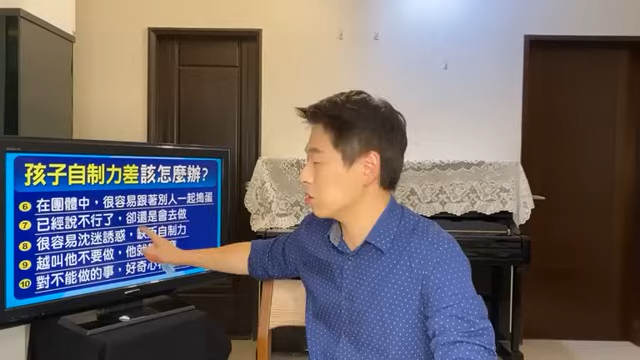 孩子自制力差該怎麼辦?
6 在團體中，很容易跟著別人一起搗蛋
7 已經說不行了，卻還是會去做
8 很容易沈迷誘惑，缺乏自制力
9 越叫他不要做，他就
10 對不能做的事，好奇心